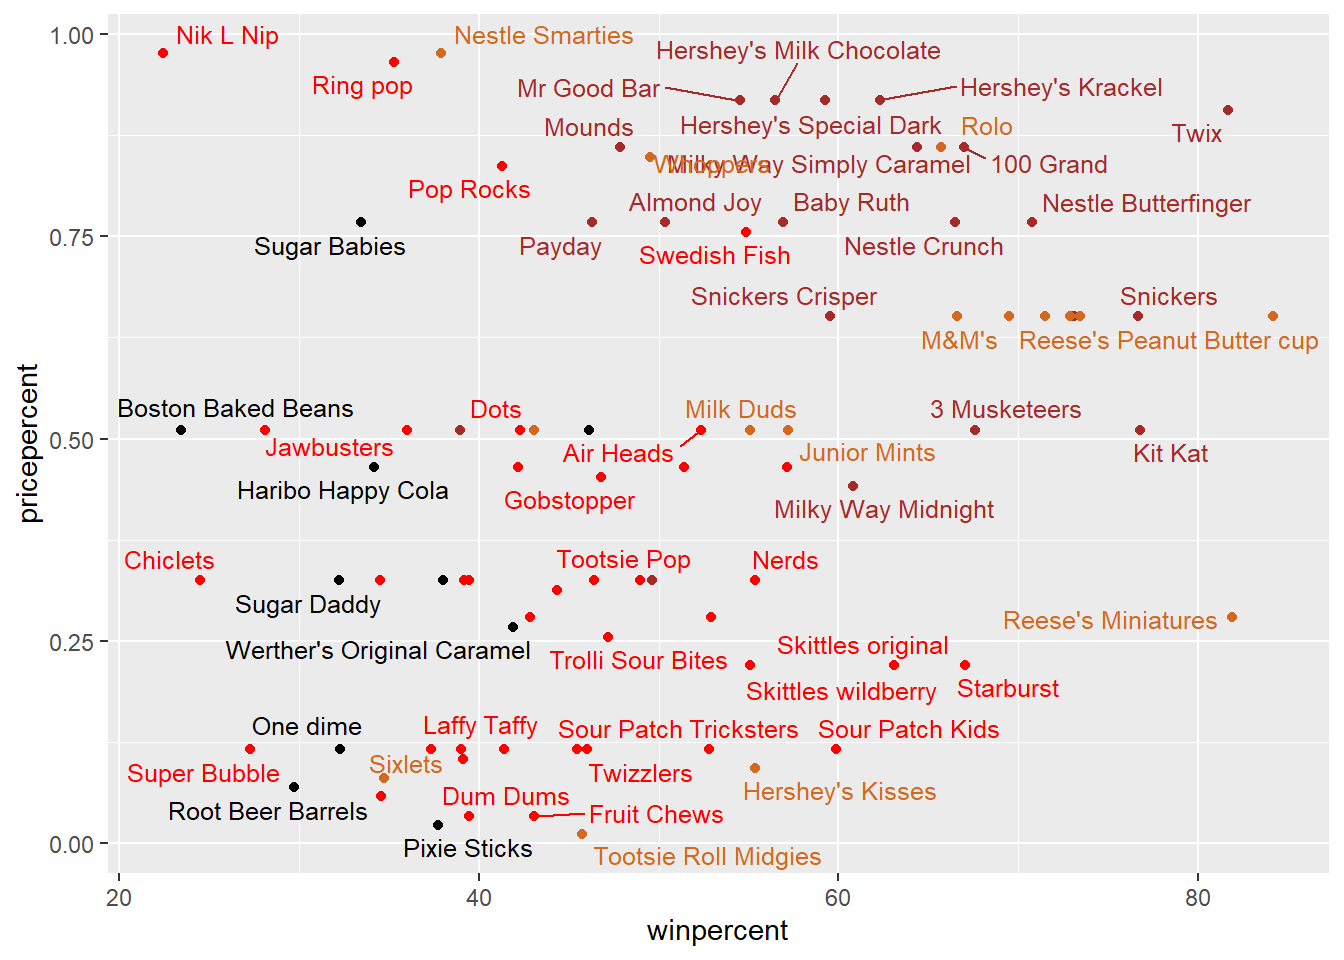 1.00
Nik L Nip
Nestle Smarties
Hershey's Milk Chocolate
Ring pop
Mr Good Bar
Hershey's Krackel
Mounds
Hershey's Special Dark
Rolo
Twix
Whoppers
Milky Way Simply Caramel
100 Grand
Pop Rocks
Almond Joy
Baby Ruth
Nestle Butterfinger
0.75
Sugar Babies
Payday
Nestle Crunch
Swedish Fish
Snickers Crisper
Snickers
M&M's
Reese's Peanut Butter cup
Boston Baked Beans
Dots
Milk Duds
3 Musketeers
0.50
Jawbusters
Air Heads
Junior Mints
Kit Kat
Haribo Happy Cola
Gobstopper
Milky Way Midnight
Chiclets
Tootsie Pop
Nerds
Sugar Daddy
Reese's Miniatures
0.25
Werther's Original Caramel
Trolli Sour Bites
Skittles original
Skittles wildberry
Starburst
One dime
Laffy Taffy
Sour Patch Tricksters
Sour Patch Kids
Super Bubble
Sixlets
Twizzlers
Root Beer Barrels
Dum Dums
Fruit Chews
Hershey's Kisses
0.00
Pixie Sticks
Tootsie Roll Midgies
20
40
60
80
winpercent
pricepercent